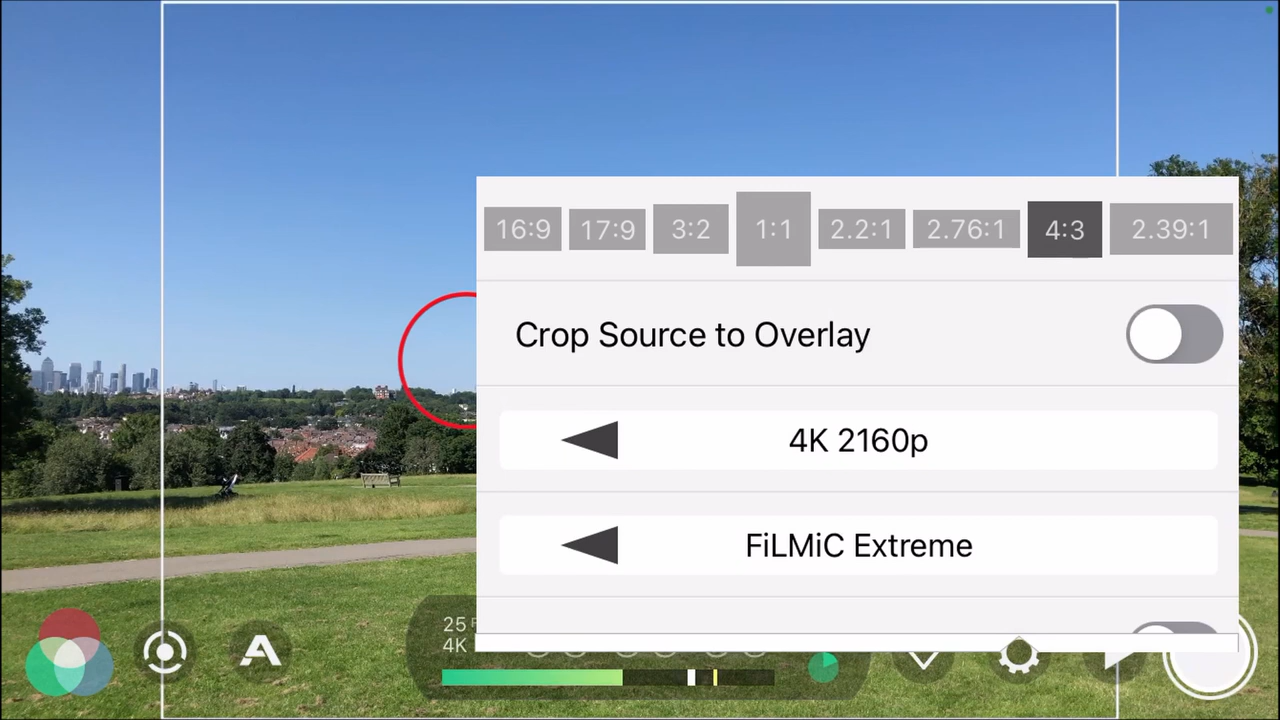 16:9 17:9 3:2 1:1 2.2:1 2.76:1 4:3 2.39:1
Crop Source to Overlay
4K 2160p
FiLMiC Extreme
25
4K